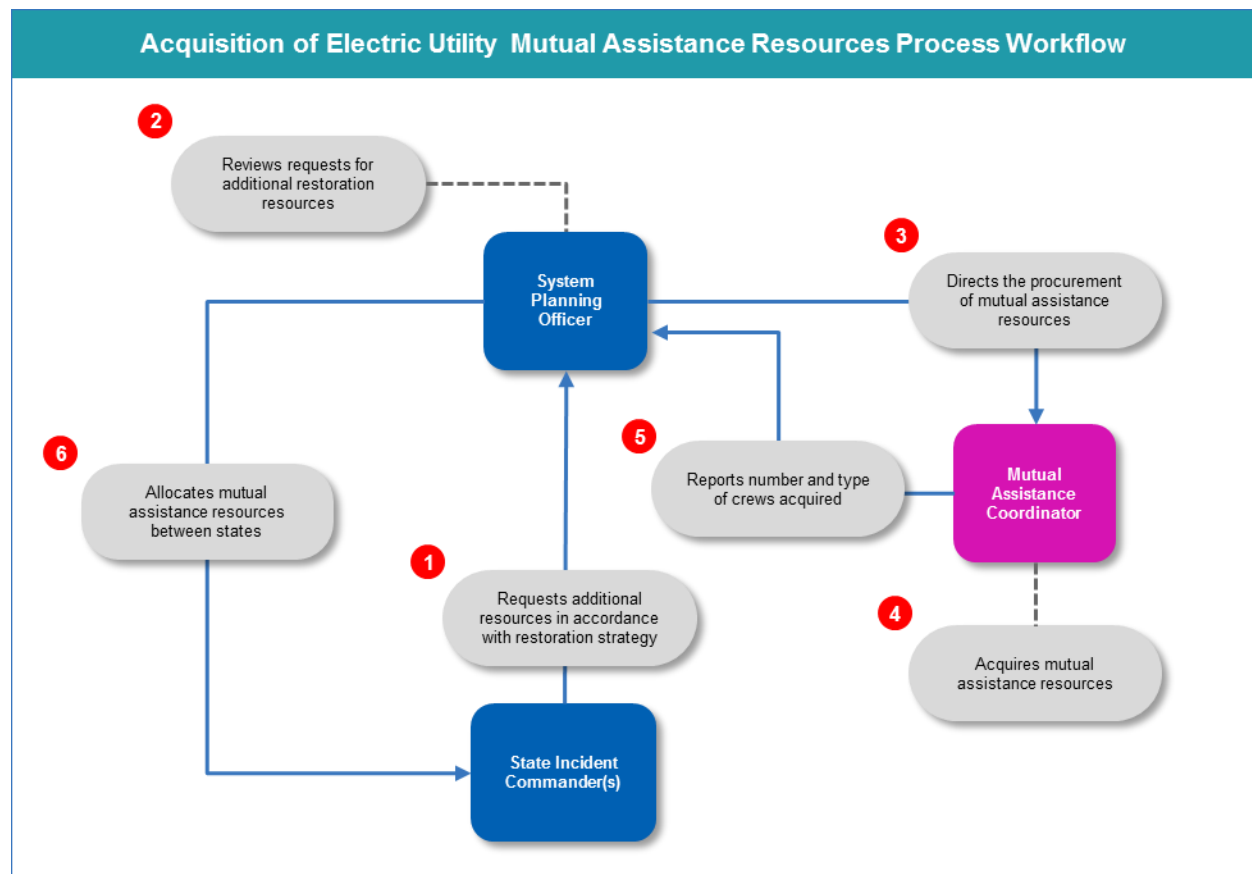 Acquisition of Electric Utility Mutual Assistance Resources Process Workflow
2
Reviews requests for
additional restoration
resources
System
Planning
Officer
3
Directs the procurement
of mutual assistance
resources
6
Allocates mutual
assistance resources
between states
5
Reports number and type
of crews acquired
Mutual
Assistance
Coordinator
1
Requests additional
resources in accordance
with restoration strategy
4
Acquires mutual
assistance resources
State Incident
Commander(s)